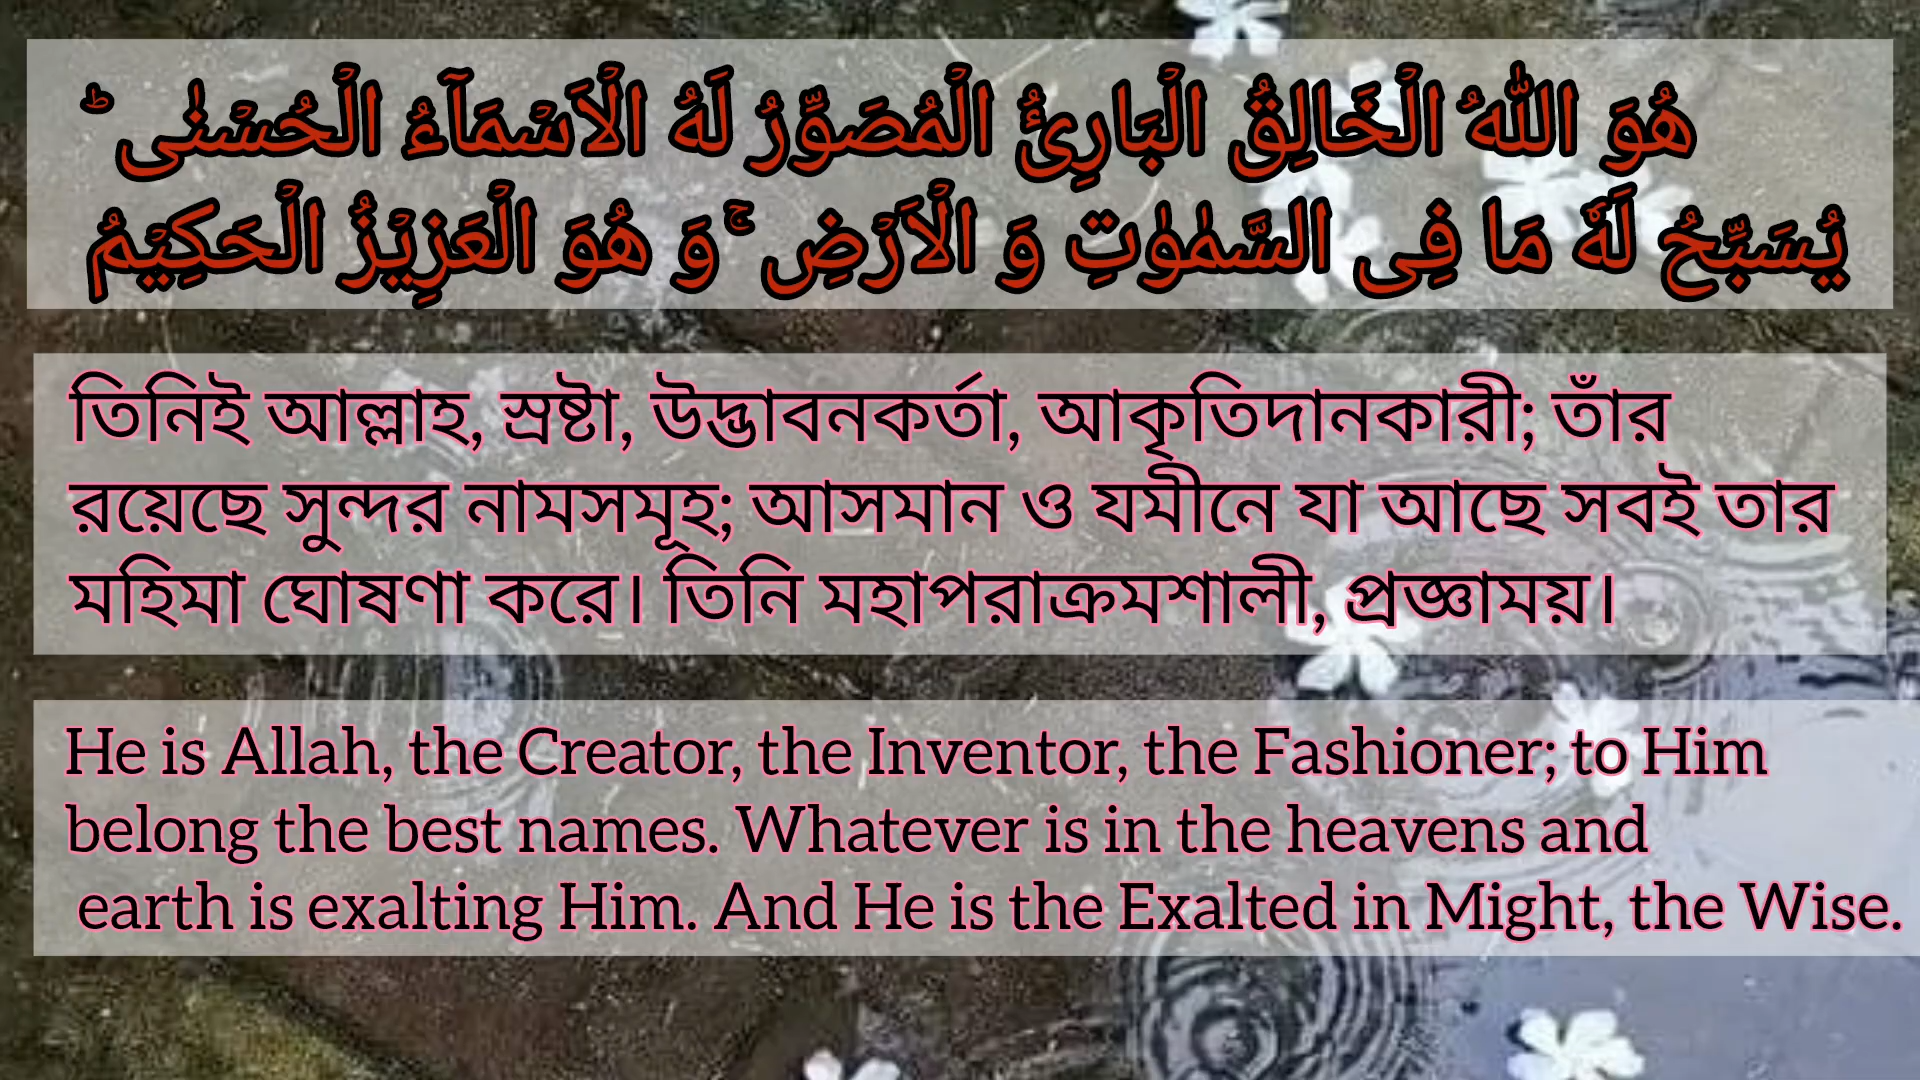 هُوَ اللّٰهُ الْخَالِقُ الْبَارِئُ الْمُصَوِّرُ لَهُ الْاَسْمَآءُ الْحُسْنٰی ؕ
یُسَبِّحُ لَهٗ مَا فِی السَّمٰوٰتِ وَ الْاَرْضِ ۚ وَ هُوَ الْعَزِیْزُ الْحَكِیْمُ
তিনিই আল্লাহ, স্রষ্টা, উদ্ভাবনকর্তা, আকৃতিদানকারী; তাঁর
রয়েছে সুন্দর নামসমূহ; আসমান ও যমীনে যা আছে সবই তার
মহিমা ঘোষণা করে। তিনি মহাপরাক্রমশালী, প্রজ্ঞাময়।
He is Allah, the Creator, the Inventor, the Fashioner; to Him
belong the best names. Whatever is in the heavens and
earth is exalting Him. And He is the Exalted in Might, the Wise.